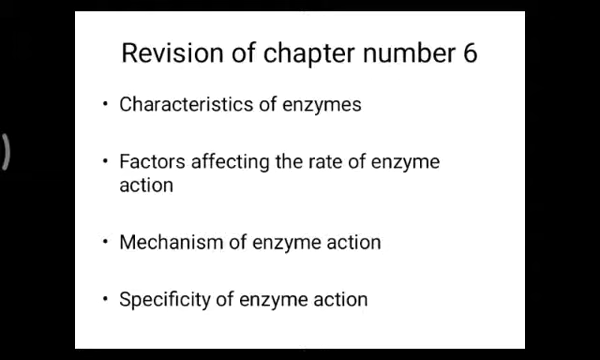 Revision of chapter number 6
• Characteristics of enzymes
• Factors affecting the rate of enzyme
action
• Mechanism of enzyme action
• Specificity of enzyme action